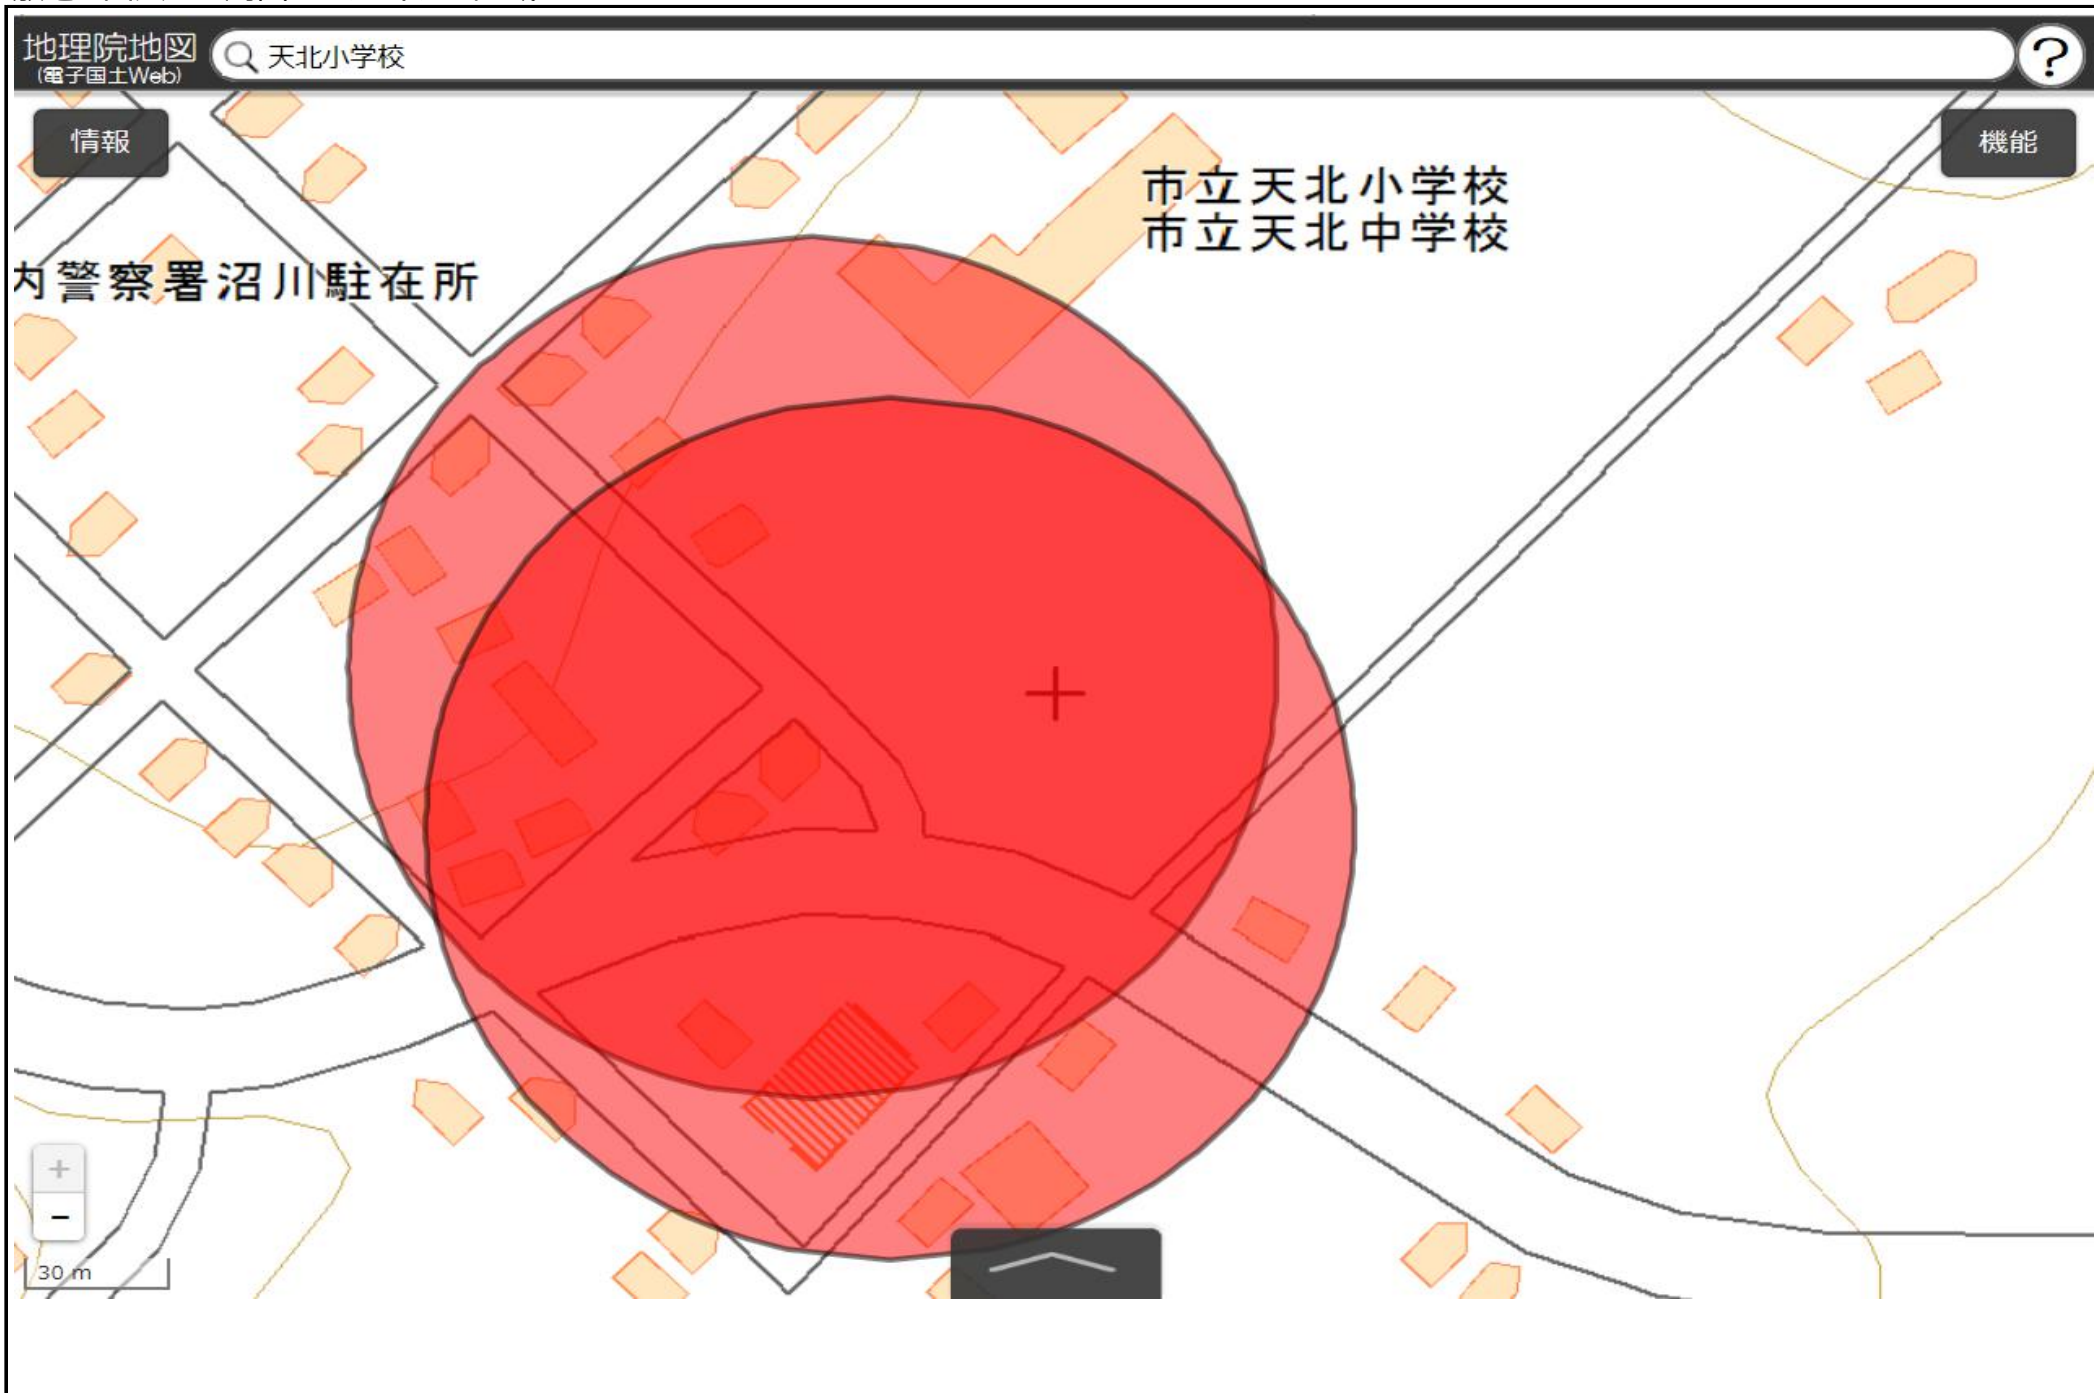 地理院地図
(電子国土Web)
天北小学校
?
情報
機能
市立天北小学校
市立天北中学校
内警察署沼川駐在所
+
−
30 m